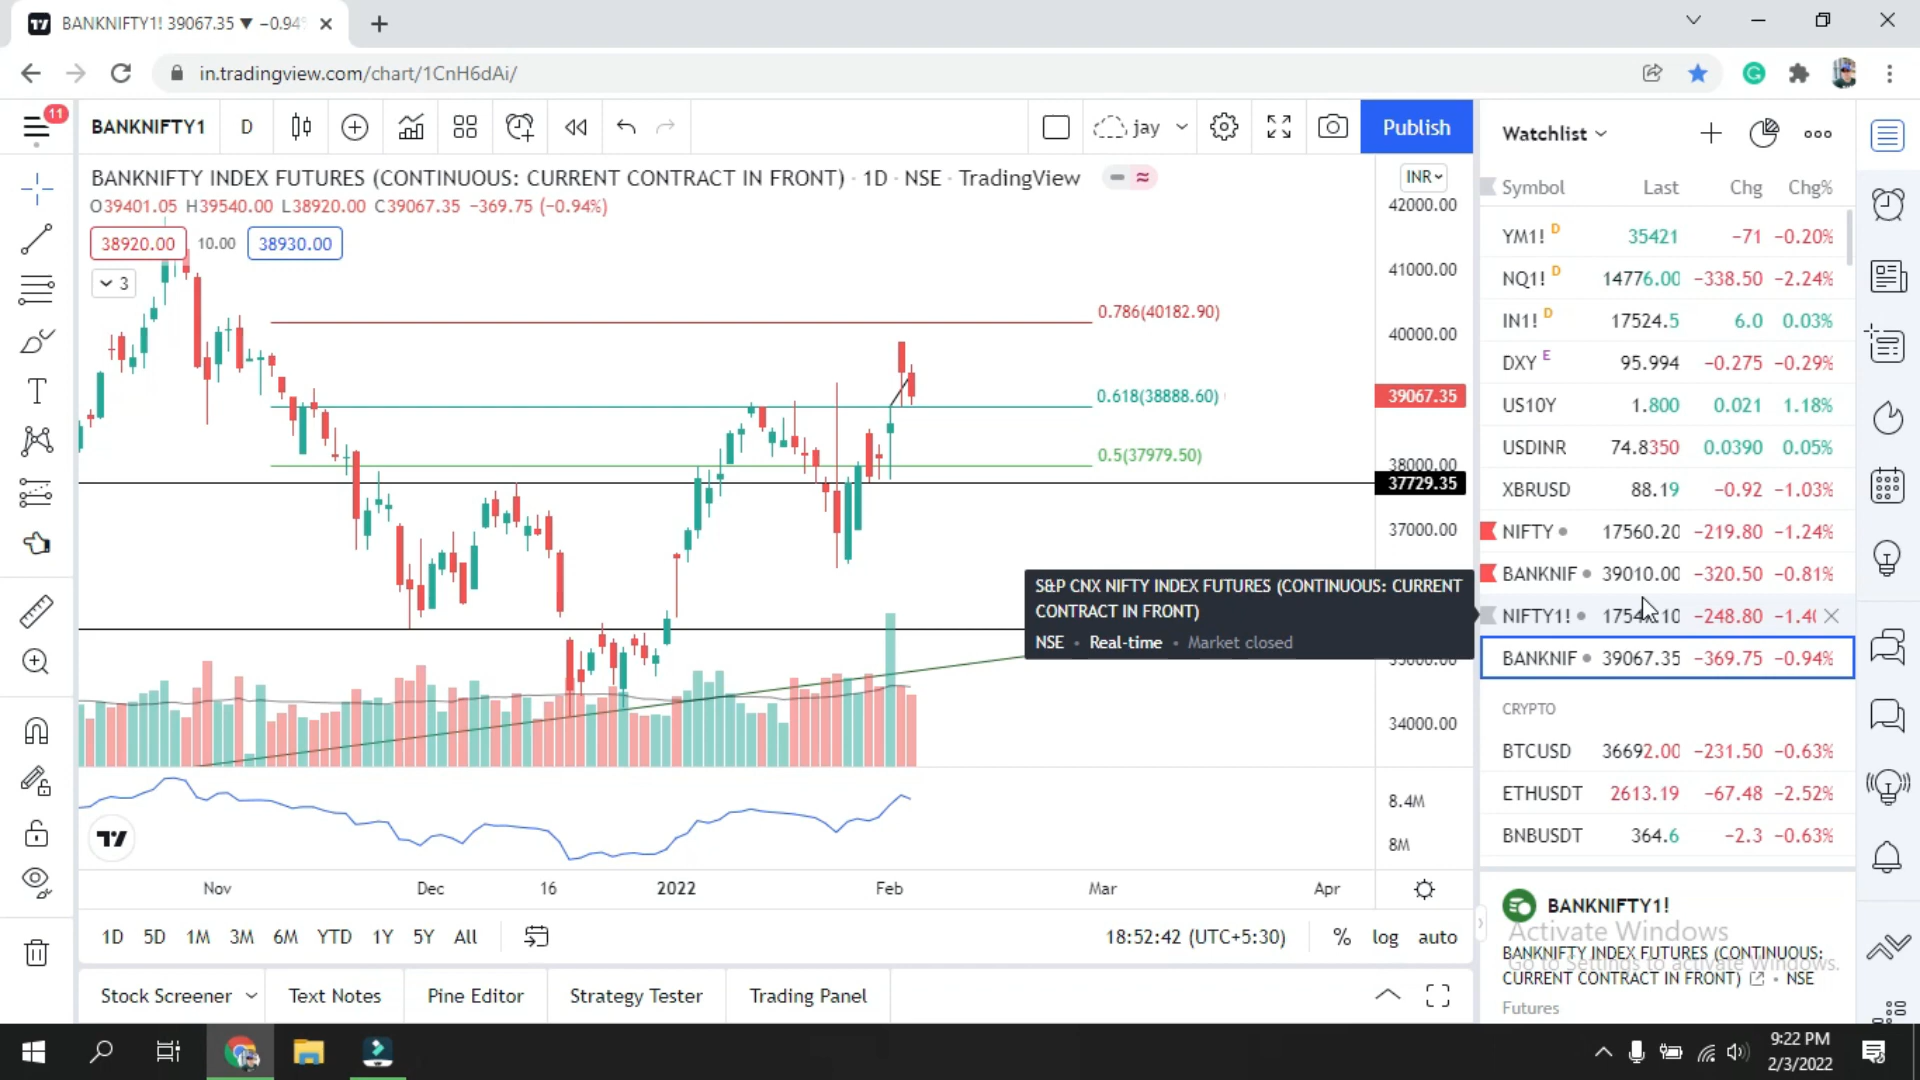 BANKNIFTY1! 39067.35 ▼ −0.94
in.tradingview.com/chart/1CnH6dAi/
11
BANKNIFTY1 D
jay
Publish
BANKNIFTY INDEX FUTURES (CONTINUOUS: CURRENT CONTRACT IN FRONT) · 1D · NSE · TradingView
O39401.05 H39540.00 L38920.00 C39067.35 −369.75 (−0.94%)
38920.00 10.00 38930.00
3
INR
42000.00
41000.00
40000.00
39067.35
38000.00
37729.35
37000.00
34000.00
8.4M
8M
0.786(40182.90)
0.618(38888.60)
0.5(37979.50)
S&P CNX NIFTY INDEX FUTURES (CONTINUOUS: CURRENT
CONTRACT IN FRONT)
NSE • Real-time • Market closed
Nov Dec 16 2022 Feb Mar Apr
1D 5D 1M 3M 6M YTD 1Y 5Y All
18:52:42 (UTC+5:30) % log auto
Stock Screener Text Notes Pine Editor Strategy Tester Trading Panel
Watchlist
Symbol Last Chg Chg%
YM1! D 35421 −71 −0.20%
NQ1! D 14776.00 −338.50 −2.24%
IN1! D 17524.5 6.0 0.03%
DXY E 95.994 −0.275 −0.29%
US10Y 1.800 0.021 1.18%
USDINR 74.8350 0.0390 0.05%
XBRUSD 88.19 −0.92 −1.03%
NIFTY 17560.20 −219.80 −1.24%
BANKNIF 39010.00 −320.50 −0.81%
NIFTY1! −248.80
BANKNIF 39067.35 −369.75 −0.94%
CRYPTO
BTCUSD 36692.00 −231.50 −0.63%
ETHUSDT 2613.19 −67.48 −2.52%
BNBUSDT 364.6 −2.3 −0.63%
BANKNIFTY1!
Activate Windows
BANKNIFTY INDEX FUTURES (CONTINUOUS:
Go to Settings to activate Windows.
CURRENT CONTRACT IN FRONT) • NSE
Futures
9:22 PM
2/3/2022